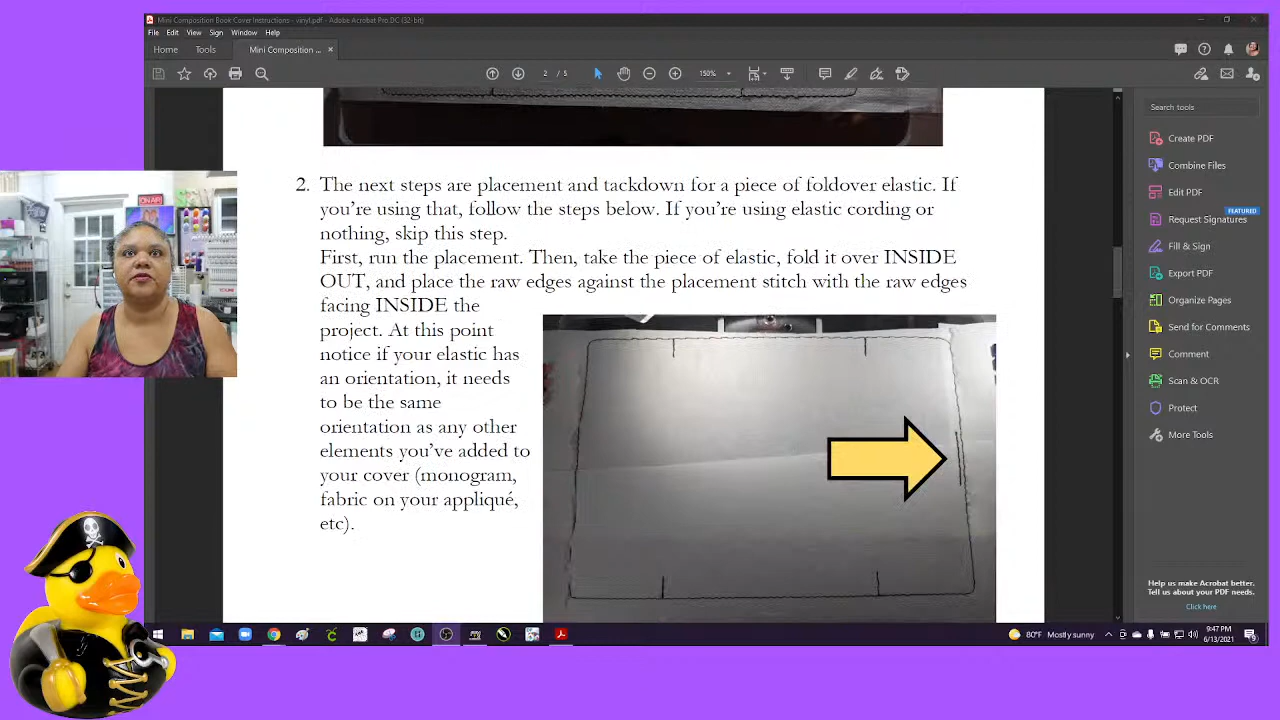 Mini Composition Book Cover Instructions - vinyl.pdf - Adobe Acrobat Pro DC (32-bit)
File Edit View Sign Window Help
Home Tools Mini Composition ... ×
2 / 5 150%
Search tools
Create PDF
Combine Files
Edit PDF
FEATURED
Request Signatures
Fill & Sign
Export PDF
Organize Pages
Send for Comments
Comment
Scan & OCR
Protect
More Tools
Help us make Acrobat better.
Tell us about your PDF needs.
Click here
ON AIR
2. The next steps are placement and tackdown for a piece of foldover elastic. If
you're using that, follow the steps below. If you're using elastic cording or
nothing, skip this step.
First, run the placement. Then, take the piece of elastic, fold it over INSIDE
OUT, and place the raw edges against the placement stitch with the raw edges
facing INSIDE the
project. At this point
notice if your elastic has
an orientation, it needs
to be the same
orientation as any other
elements you've added to
your cover (monogram,
fabric on your appliqué,
etc).
80°F Mostly sunny
9:47 PM
6/13/2021